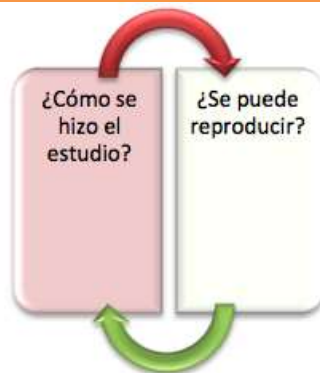 ¿Cómo se
hizo el
estudio?
¿Se puede
reproducir?